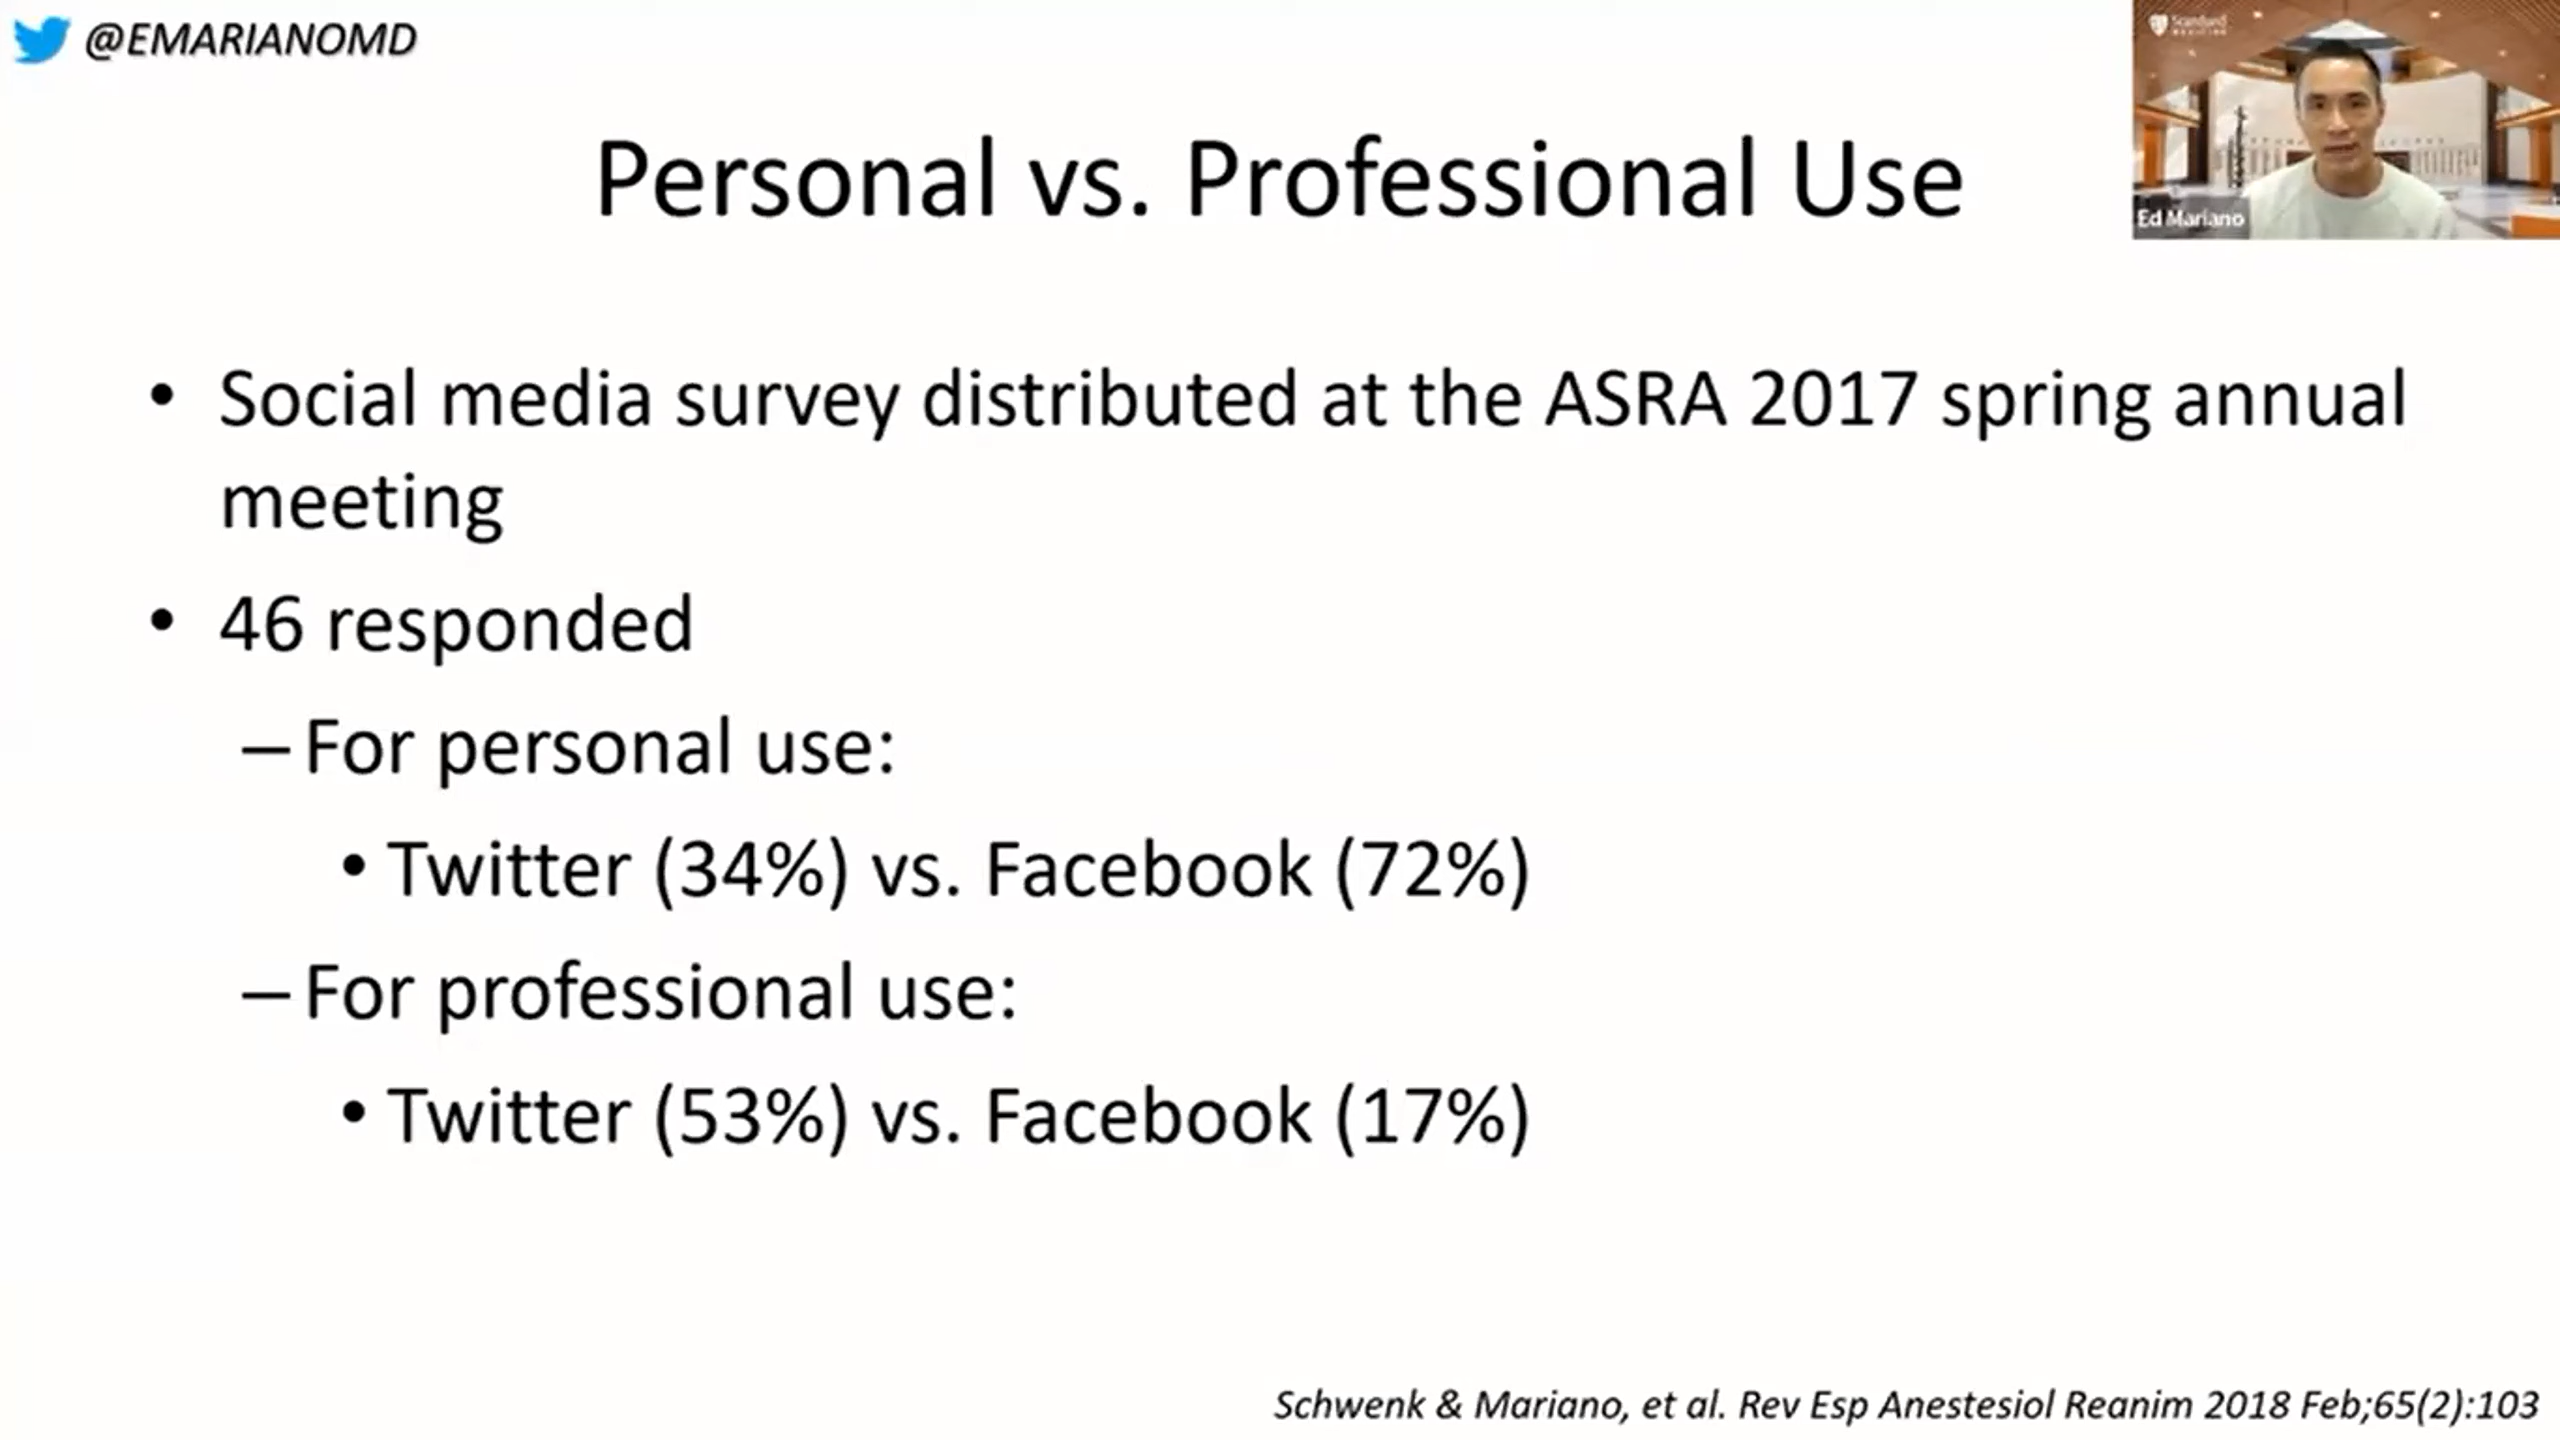 @EMARIANOMD
Stanford
MEDICINE
Ed Mariano
Personal vs. Professional Use
• Social media survey distributed at the ASRA 2017 spring annual
meeting
• 46 responded
– For personal use:
• Twitter (34%) vs. Facebook (72%)
– For professional use:
• Twitter (53%) vs. Facebook (17%)
Schwenk & Mariano, et al. Rev Esp Anestesiol Reanim 2018 Feb;65(2):103